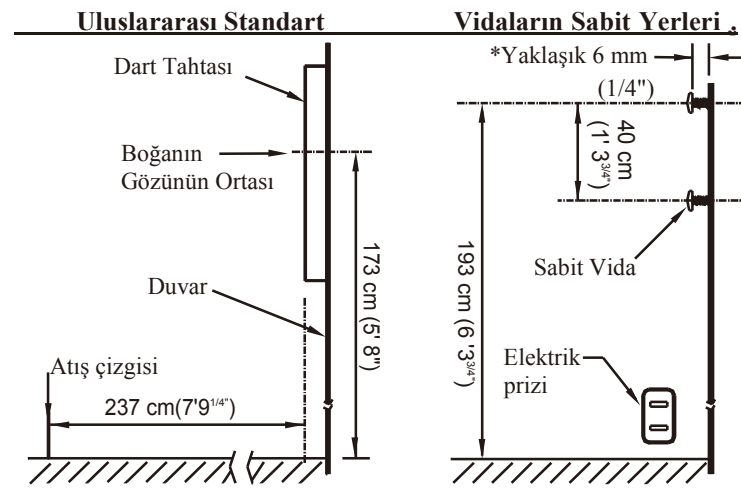 Uluslararası Standart
Vidaların Sabit Yerleri .
Dart Tahtası
Boğanın
Gözünün Ortası
173 cm (5' 8")
Duvar
Atış çizgisi
237 cm(7'9 1/4")
*Yaklaşık 6 mm
(1/4")
40 cm
(1' 3 3/4")
193 cm (6 '3 3/4")
Sabit Vida
Elektrik
prizi